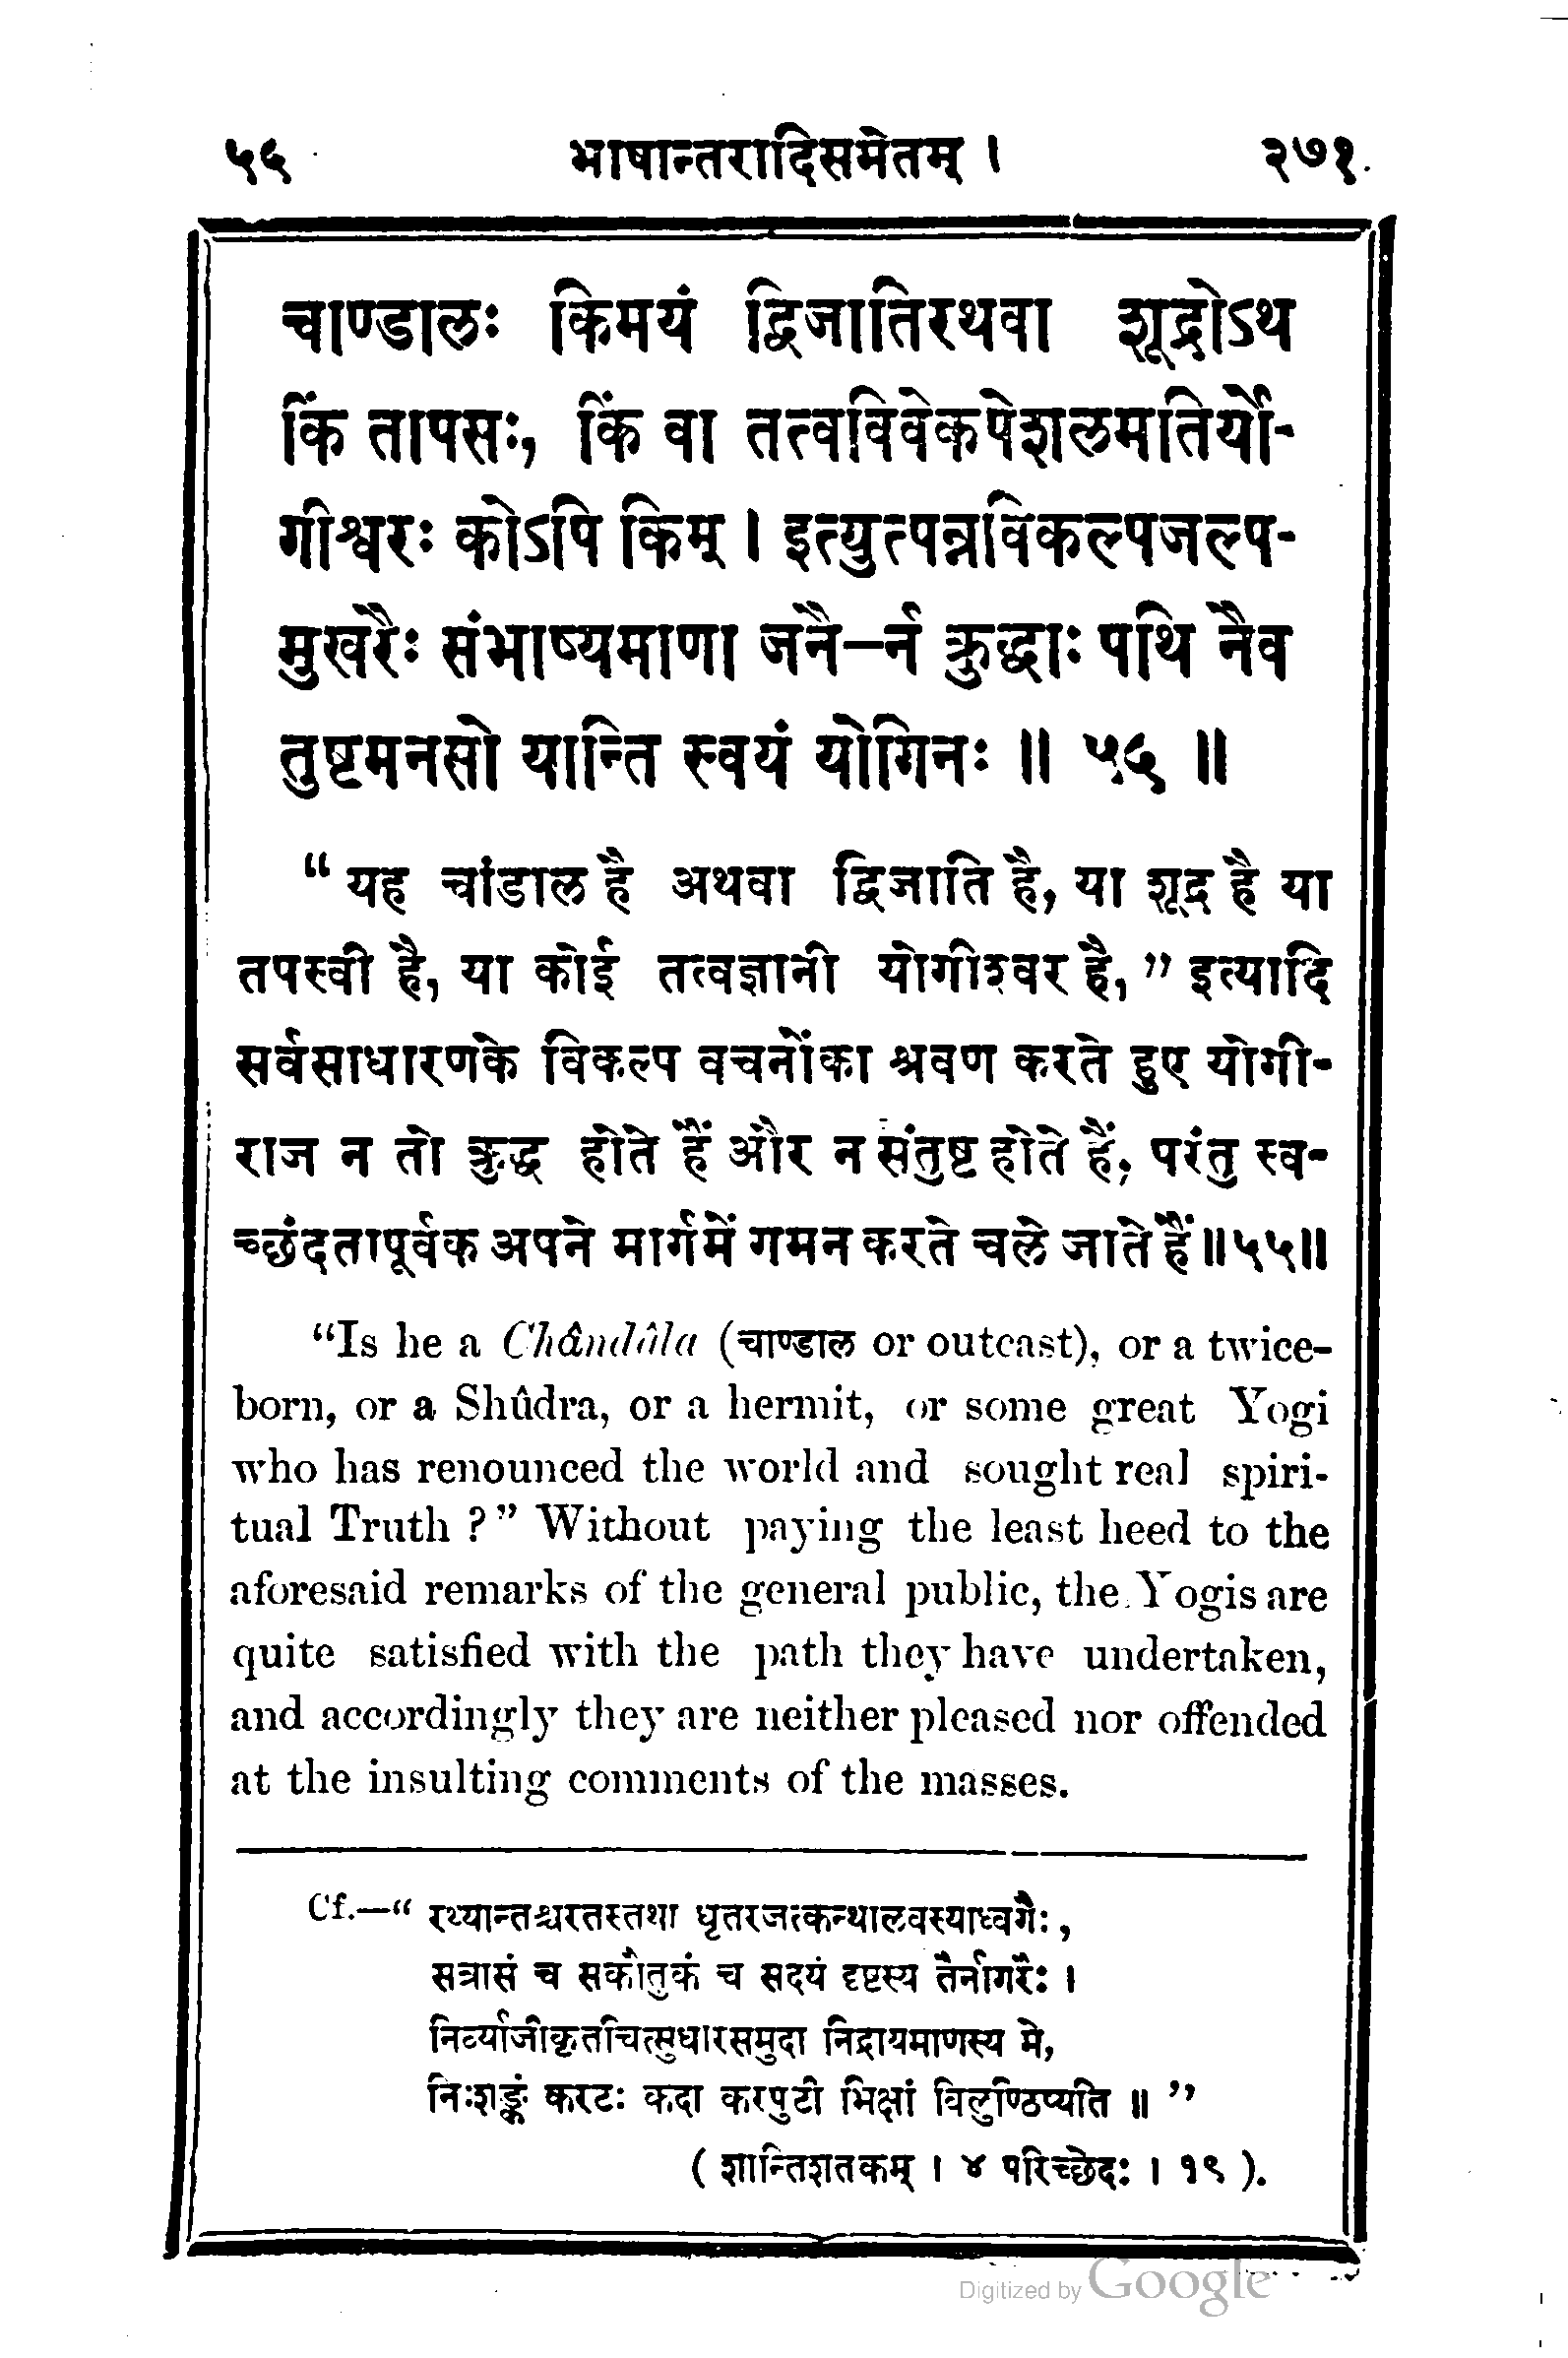 ५५ भाषान्तरादिसमेतम् । २७१
चाण्डालः किमयं द्विजातिरथवा शूद्रोऽथ
किं तापसः, किं वा तत्वविवेकपेशलमतिर्यो-
गीश्वरः कोऽपि किम् । इत्युत्पन्नविकल्पजल्प-
मुखरैः संभाष्यमाणा जनै—र्न क्रुद्धाः पथि नैव
तुष्टमनसो यान्ति स्वयं योगिनः ॥ ५५ ॥
“ यह चांडाल है अथवा द्विजाति है, या शूद्र है या
तपस्वी है, या कोई तत्वज्ञानी योगीश्वर है, ” इत्यादि
सर्वसाधारणके विकल्प वचनोंका श्रवण करते हुए योगी-
राज न तो क्रुद्ध होते हैं और न संतुष्ट होते हैं; परंतु स्व-
च्छंदतापूर्वक अपने मार्गमें गमन करते चले जाते हैं॥५५॥
“Is he a Chândâla (चाण्डाल or outcast), or a twice-
born, or a Shûdra, or a hermit, or some great Yogi
who has renounced the world and sought real spiri-
tual Truth ?” Without paying the least heed to the
aforesaid remarks of the general public, the Yogis are
quite satisfied with the path they have undertaken,
and accordingly they are neither pleased nor offended
at the insulting comments of the masses.
Cf.—“ रथ्यान्तश्चरतस्तथा धृतरजत्कन्थालवस्याध्वगैः,
सत्रासं च सकौतुकं च सदयं दृष्टस्य तैर्नागरैः ।
निर्व्याजीकृतचित्सुधारसमुदा निद्रायमाणस्य मे,
निःशङ्कं करटः कदा करपुटी भिक्षां विलुण्ठिष्यति ॥ ”
( शान्तिशतकम् । ४ परिच्छेदः । १९ ).
Digitized by Google